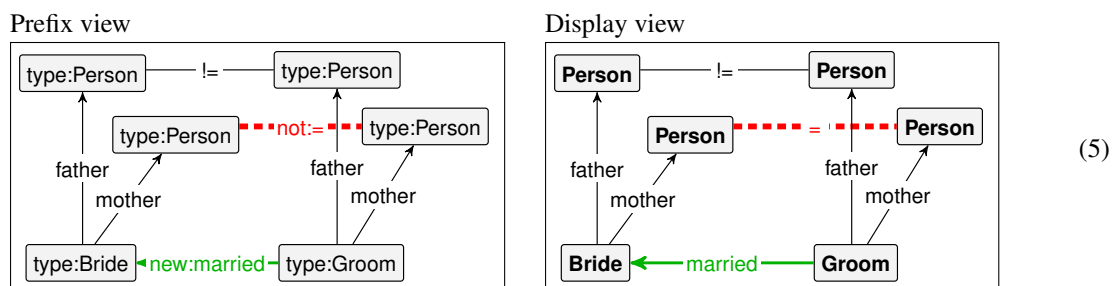 Prefix view
type:Person != type:Person
type:Person not:= type:Person
father father
mother mother
type:Bride new:married type:Groom
Display view
Person != Person
Person = Person
father father
mother mother
Bride married Groom
(5)